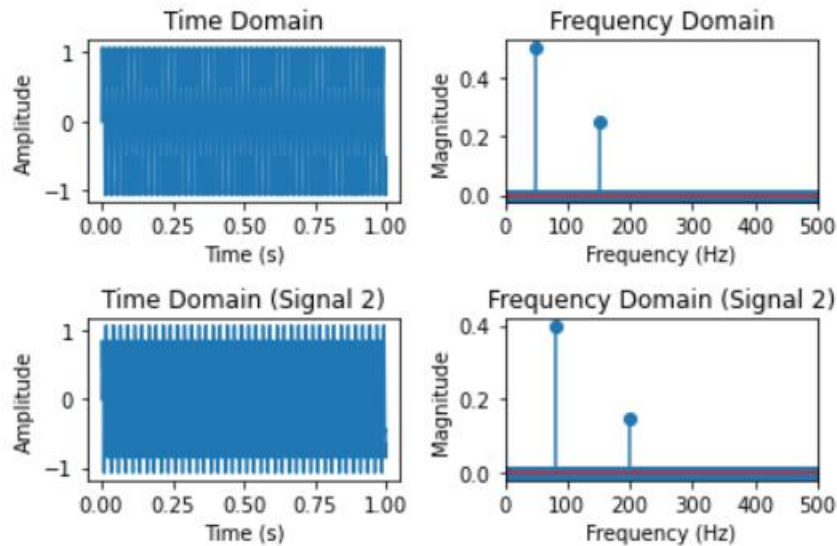 Time Domain
Amplitude
1
0
−1
0.00 0.25 0.50 0.75 1.00
Time (s)
Frequency Domain
Magnitude
0.4
0.2
0.0
0 100 200 300 400 500
Frequency (Hz)
Time Domain (Signal 2)
Amplitude
1
0
−1
0.00 0.25 0.50 0.75 1.00
Time (s)
Frequency Domain (Signal 2)
Magnitude
0.4
0.2
0.0
0 100 200 300 400 500
Frequency (Hz)